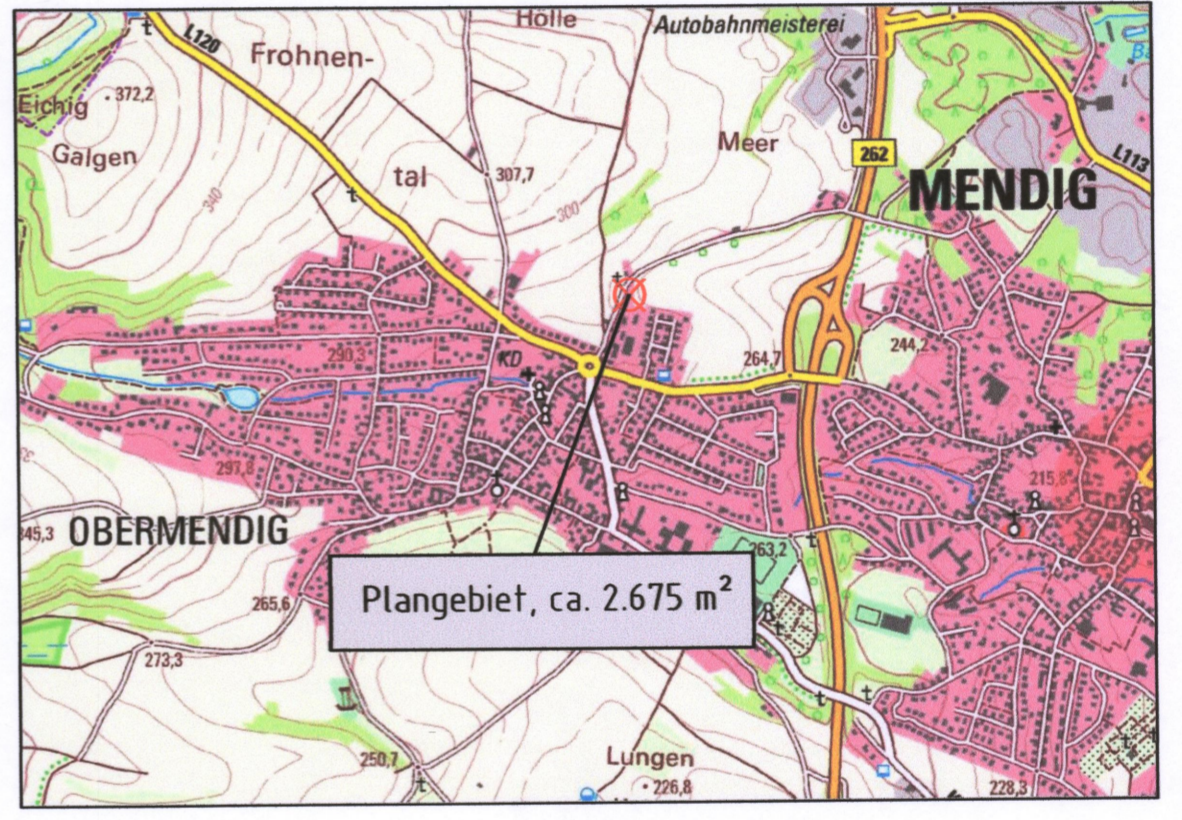 Hölle
Autobahnmeisterei
L120
Frohnen-
Eichig
372,2
Galgen
tal
307,7
Meer
262
L113
MENDIG
340
300
290,3
KD
264,7
244,2
297,8
215,8
345,3
OBERMENDIG
263,2
265,6
Plangebiet, ca. 2.675 m²
273,3
250,7
Lungen
226,8
228,3